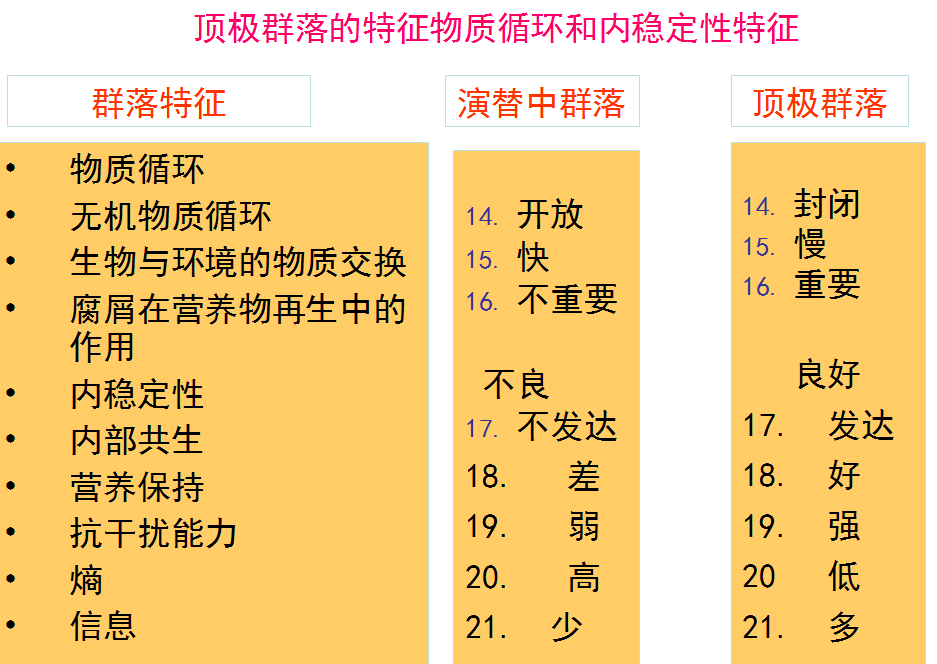 顶极群落的特征物质循环和内稳定性特征
群落特征
演替中群落
顶极群落
• 物质循环
• 无机物质循环
• 生物与环境的物质交换
• 腐屑在营养物再生中的
作用
• 内稳定性
• 内部共生
• 营养保持
• 抗干扰能力
• 熵
• 信息
14. 开放
15. 快
16. 不重要
不良
17. 不发达
18. 差
19. 弱
20. 高
21. 少
14. 封闭
15. 慢
16. 重要
良好
17. 发达
18. 好
19. 强
20 低
21. 多